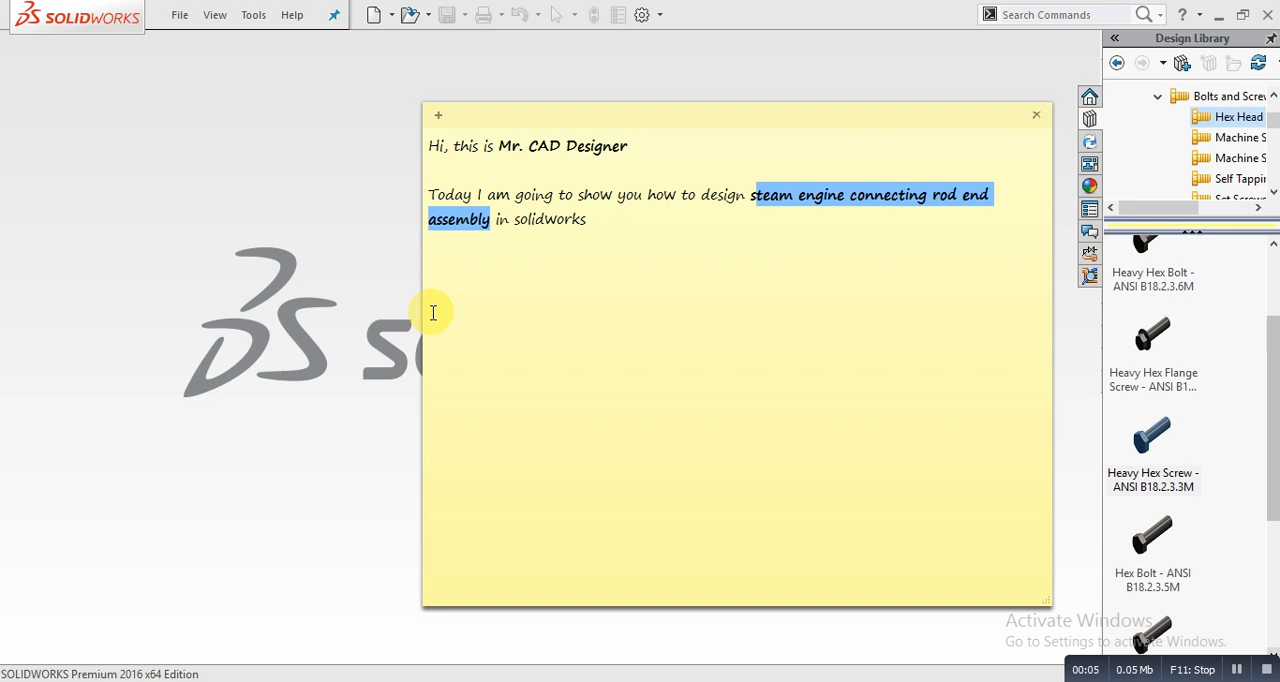 SOLIDWORKS
File View Tools Help
Search Commands
?
Design Library
Bolts and Screw
Hex Head
Machine S
Machine S
Self Tappin
Hi, this is Mr. CAD Designer
Today I am going to show you how to design steam engine connecting rod end
assembly in solidworks
Heavy Hex Bolt -
ANSI B18.2.3.6M
Heavy Hex Flange
Screw - ANSI B1...
Heavy Hex Screw -
ANSI B18.2.3.3M
Hex Bolt - ANSI
B18.2.3.5M
Activate Windows
Go to Settings to activate Windows.
SOLIDWORKS Premium 2016 x64 Edition
00:05 0.05 Mb F11: Stop